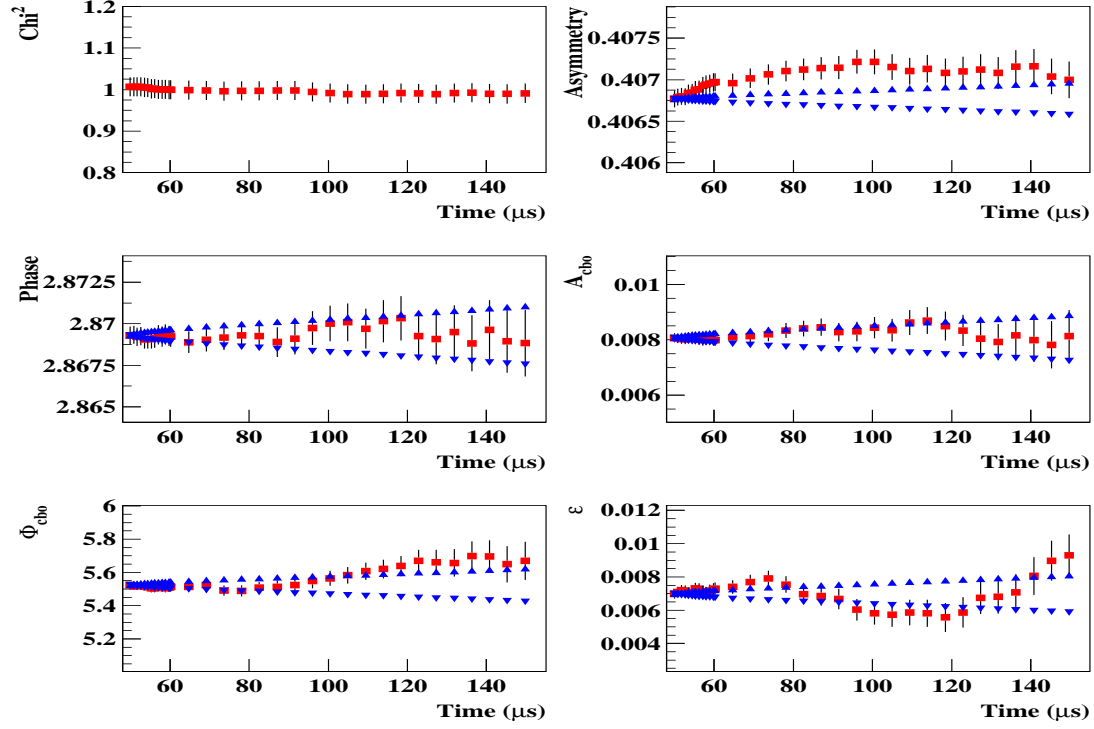 Chi²
1.2
1.1
1
0.9
0.8
60 80 100 120 140
Time (μs)
Asymmetry
0.4075
0.407
0.4065
0.406
60 80 100 120 140
Time (μs)
Phase
2.8725
2.87
2.8675
2.865
60 80 100 120 140
Time (μs)
A_cbo
0.01
0.008
0.006
60 80 100 120 140
Time (μs)
Φ_cbo
6
5.8
5.6
5.4
5.2
60 80 100 120 140
Time (μs)
ε
0.012
0.01
0.008
0.006
0.004
60 80 100 120 140
Time (μs)